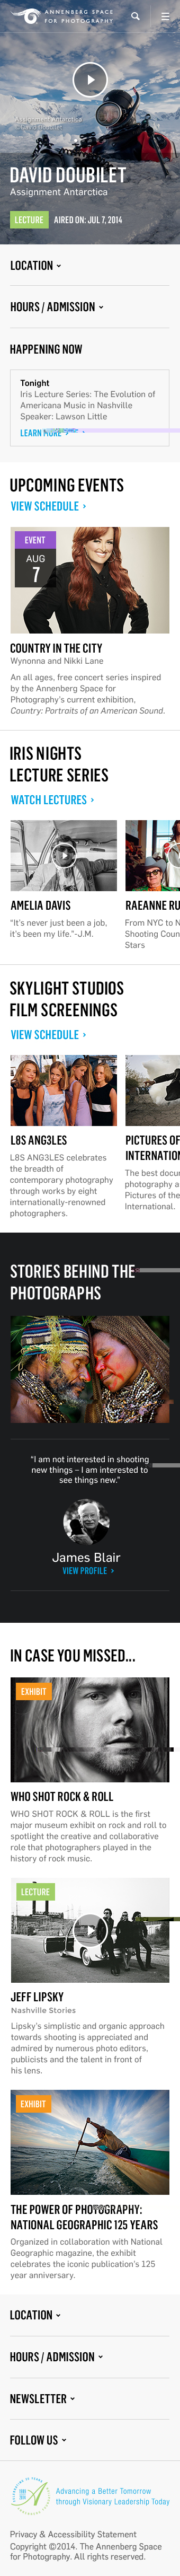 ANNENBERG SPACE
FOR PHOTOGRAPHY
Assignment Antarctica
DAVID DOUBILET
Assignment Antarctica
LECTURE AIRED ON: JUL 7, 2014
LOCATION
HOURS / ADMISSION
HAPPENING NOW
Tonight
Iris Lecture Series: The Evolution of
Americana Music in Nashville
Speaker: Lawson Little
LEARN MORE
UPCOMING EVENTS
VIEW SCHEDULE
EVENT
AUG
7
COUNTRY IN THE CITY
Wynonna and Nikki Lane
An all ages, free concert series inspired
by the Annenberg Space for
Photography's current exhibition,
Country: Portraits of an American Sound.
IRIS NIGHTS
LECTURE SERIES
WATCH LECTURES
AMELIA DAVIS
"It's never just been a job,
it's been my life."-J.M.
RAEANNE RU
From NYC to N
Shooting Coun
Stars
SKYLIGHT STUDIOS
FILM SCREENINGS
VIEW SCHEDULE
L8S ANG3LES
L8S ANG3LES celebrates
the breadth of
contemporary photography
through works by eight
internationally-renowned
photographers.
PICTURES OF
INTERNATION
The best docu
photography a
Pictures of the
International.
STORIES BEHIND THE
PHOTOGRAPHS
"I am not interested in shooting
new things – I am interested to
see things new."
James Blair
VIEW PROFILE
IN CASE YOU MISSED...
EXHIBIT
WHO SHOT ROCK & ROLL
WHO SHOT ROCK & ROLL is the first
major museum exhibit on rock and roll to
spotlight the creative and collaborative
role that photographers played in the
history of rock music.
LECTURE
JEFF LIPSKY
Nashville Stories
Lipsky's simplistic and organic approach
towards shooting is appreciated and
admired by numerous photo editors,
publicists and the talent in front of
his lens.
EXHIBIT
THE POWER OF PHOTOGRAPHY:
NATIONAL GEOGRAPHIC 125 YEARS
Organized in collaboration with National
Geographic magazine, the exhibit
celebrates the iconic publication's 125
year anniversary.
LOCATION
HOURS / ADMISSION
NEWSLETTER
FOLLOW US
Advancing a Better Tomorrow
through Visionary Leadership Today
Privacy & Accessibility Statement
Copyright ©2014. The Annenberg Space
for Photography. All rights reserved.